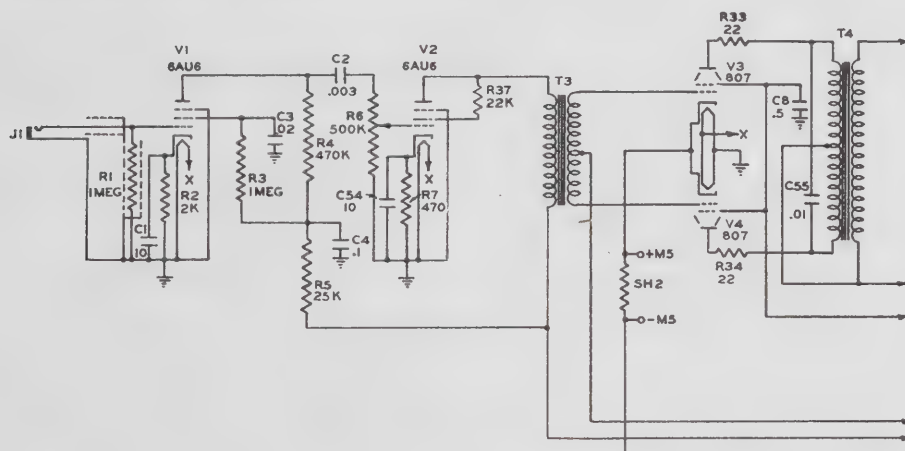 V1
6AU6
J1
R1
1MEG
C1
10
R2
2K
R3
1MEG
C3
.02
R4
470K
C4
.1
R5
25K
C2
.003
R6
500K
V2
6AU6
C54
10
R7
470
X
X
R37
22K
T3
R33
22
V3
807
C8
.5
X
C55
.01
V4
807
R34
22
+M5
SH2
-M5
T4